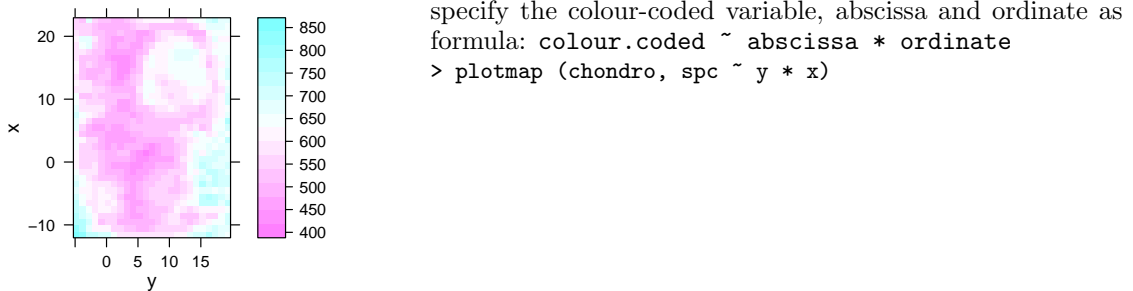 20
10
0
−10
x
0 5 10 15
y
850
800
750
700
650
600
550
500
450
400
specify the colour-coded variable, abscissa and ordinate as
formula: colour.coded ~ abscissa * ordinate
> plotmap (chondro, spc ~ y * x)